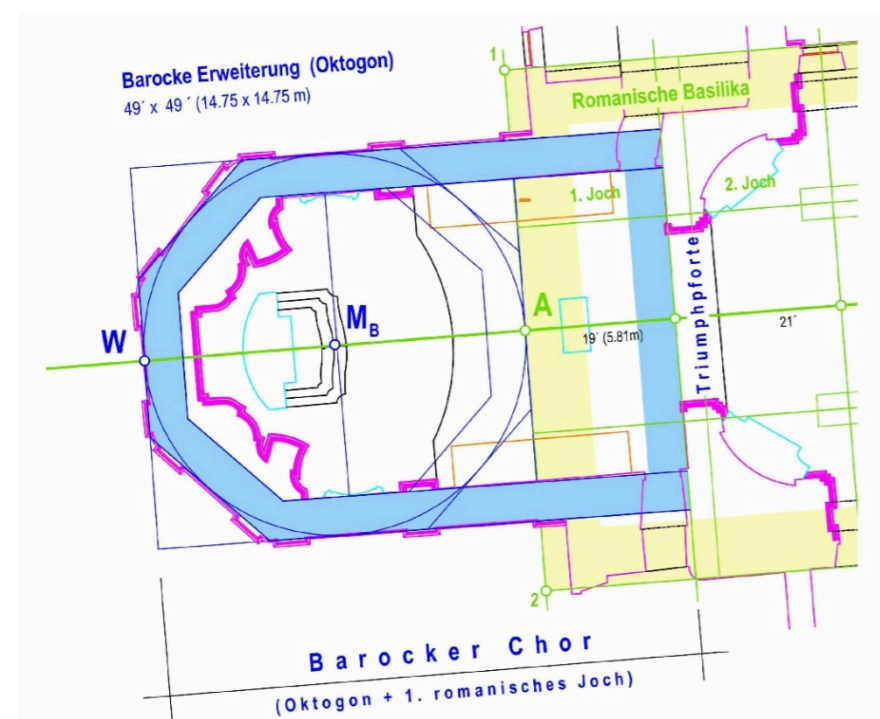 Barocke Erweiterung (Oktogon)
49´ x 49´ (14.75 x 14.75 m)
1
Romanische Basilika
1. Joch
2. Joch
W
M_B
A
19´ (5.81m)
21´
Triumphpforte
2
Barocker Chor
(Oktogon + 1. romanisches Joch)